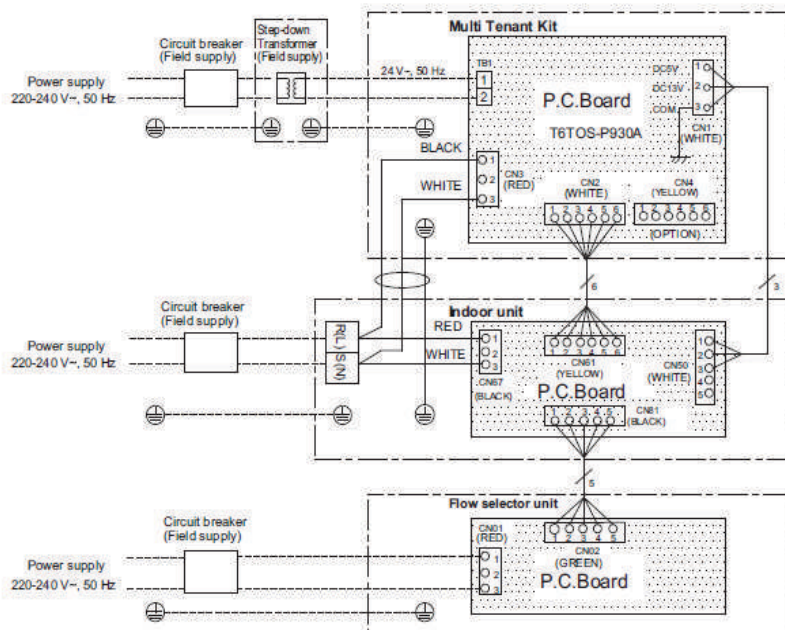 Multi Tenant Kit
Step-down
Transformer
(Field supply)
Circuit breaker
(Field supply)
Power supply
220-240 V~, 50 Hz
24 V~, 50 Hz
TB1
1
2
P.C.Board
T6TOS-P930A
DC5V
DC13V
COM
1
2
3
CN1
(WHITE)
BLACK
WHITE
1
2
3
CN3
(RED)
CN2
(WHITE)
1 2 3 4 5 6
CN4
(YELLOW)
1 2 3 4 5 6
(OPTION)
6
3
Indoor unit
Circuit breaker
(Field supply)
Power supply
220-240 V~, 50 Hz
R(L) S(N)
RED
WHITE
1
2
3
CN67
(BLACK)
1 2 3 4 5 6
CN61
(YELLOW)
P.C.Board
CN50
(WHITE)
1
2
3
4
5
1 2 3 4 5
CN81
(BLACK)
5
Flow selector unit
Circuit breaker
(Field supply)
Power supply
220-240 V~, 50 Hz
CN01
(RED)
1
2
3
1 2 3 4 5
CN02
(GREEN)
P.C.Board